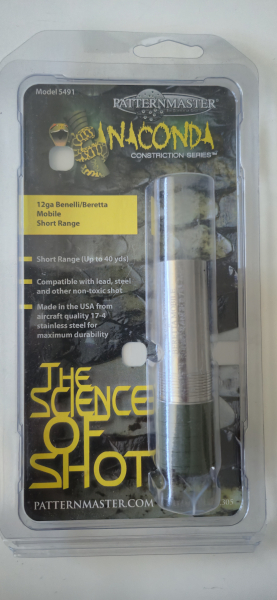 Model 5491
PATTERNMASTER
ANACONDA
CONSTRICTION SERIES™
12ga Benelli/Beretta
Mobile
Short Range
Short Range (Up to 40 yds)
Compatible with lead, steel
and other non-toxic shot
Made in the USA from
aircraft quality 17-4
stainless steel for
maximum durability
THE
SCIENCE
OF
SHOT
PATTERNMASTER.COM